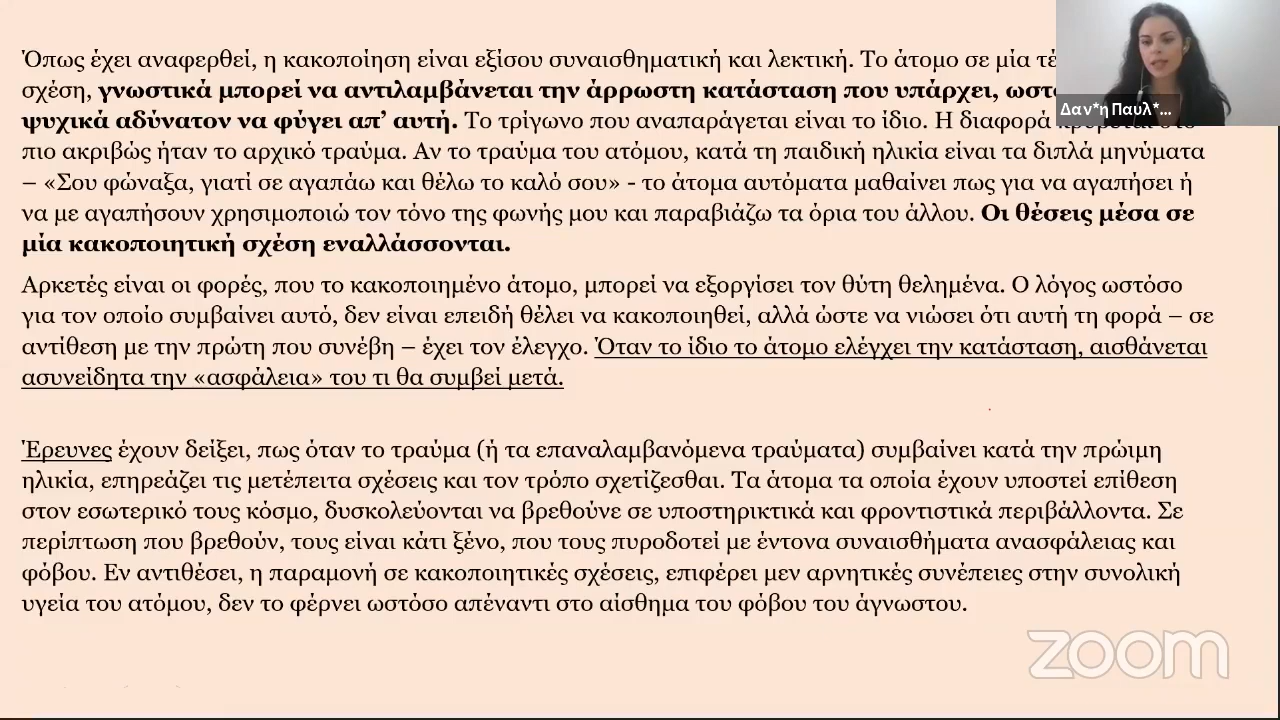 Όπως έχει αναφερθεί, η κακοποίηση είναι εξίσου συναισθηματική και λεκτική. Το άτομο σε μία
σχέση, γνωστικά μπορεί να αντιλαμβάνεται την άρρωστη κατάσταση που υπάρχει,
ψυχικά αδύνατον να φύγει απ’ αυτή. Το τρίγωνο που αναπαράγεται είναι το ίδιο. Η διαφορά
πιο ακριβώς ήταν το αρχικό τραύμα. Αν το τραύμα του ατόμου, κατά τη παιδική ηλικία είναι τα διπλά μηνύματα
– «Σου φώναξα, γιατί σε αγαπάω και θέλω το καλό σου» - το άτομα αυτόματα μαθαίνει πως για να αγαπήσει ή
να με αγαπήσουν χρησιμοποιώ τον τόνο της φωνής μου και παραβιάζω τα όρια του άλλου. Οι θέσεις μέσα σε
μία κακοποιητική σχέση εναλλάσσονται.
Αρκετές είναι οι φορές, που το κακοποιημένο άτομο, μπορεί να εξοργίσει τον θύτη θελημένα. Ο λόγος ωστόσο
για τον οποίο συμβαίνει αυτό, δεν είναι επειδή θέλει να κακοποιηθεί, αλλά ώστε να νιώσει ότι αυτή τη φορά – σε
αντίθεση με την πρώτη που συνέβη – έχει τον έλεγχο. Όταν το ίδιο το άτομο ελέγχει την κατάσταση, αισθάνεται
ασυνείδητα την «ασφάλεια» του τι θα συμβεί μετά.
Έρευνες έχουν δείξει, πως όταν το τραύμα (ή τα επαναλαμβανόμενα τραύματα) συμβαίνει κατά την πρώιμη
ηλικία, επηρεάζει τις μετέπειτα σχέσεις και τον τρόπο σχετίζεσθαι. Τα άτομα τα οποία έχουν υποστεί επίθεση
στον εσωτερικό τους κόσμο, δυσκολεύονται να βρεθούνε σε υποστηρικτικά και φροντιστικά περιβάλλοντα. Σε
περίπτωση που βρεθούν, τους είναι κάτι ξένο, που τους πυροδοτεί με έντονα συναισθήματα ανασφάλειας και
φόβου. Εν αντιθέσει, η παραμονή σε κακοποιητικές σχέσεις, επιφέρει μεν αρνητικές συνέπειες στην συνολική
υγεία του ατόμου, δεν το φέρνει ωστόσο απέναντι στο αίσθημα του φόβου του άγνωστου.
Δαν*η Παυλ*...
zoom